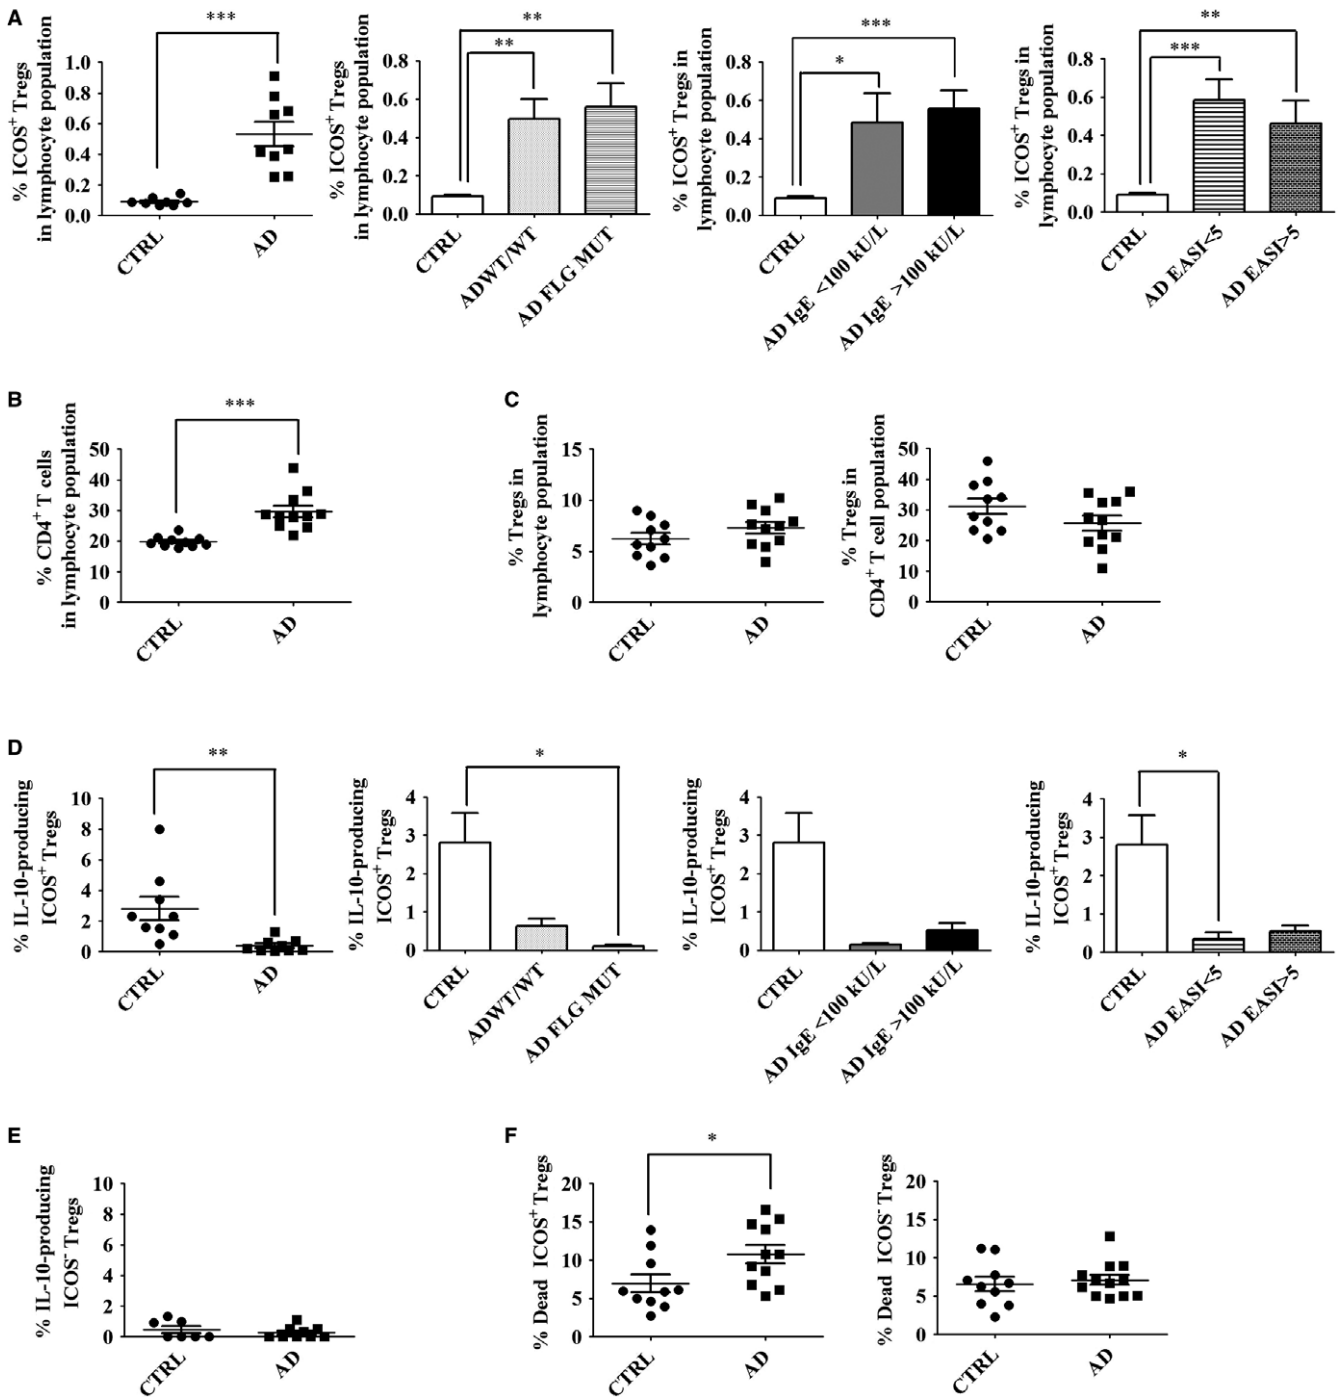 A
***
% ICOS+ Tregs
in lymphocyte population
1.0
0.8
0.6
0.4
0.2
0.0
CTRL
AD
**
**
% ICOS+ Tregs
in lymphocyte population
0.8
0.6
0.4
0.2
0.0
CTRL
ADWT/WT
AD FLG MUT
***
*
% ICOS+ Tregs in
lymphocyte population
0.8
0.6
0.4
0.2
0.0
CTRL
AD IgE <100 kU/L
AD IgE >100 kU/L
**
***
% ICOS+ Tregs in
lymphocyte population
0.8
0.6
0.4
0.2
0.0
CTRL
AD EASI<5
AD EASI>5
B
***
% CD4+ T cells
in lymphocyte population
50
40
30
20
10
0
CTRL
AD
C
% Tregs in
lymphocyte population
15
10
5
0
CTRL
AD
% Tregs in
CD4+ T cell population
50
40
30
20
10
0
CTRL
AD
D
**
% IL-10-producing
ICOS+ Tregs
10
8
6
4
2
0
CTRL
AD
*
% IL-10-producing
ICOS+ Tregs
4
3
2
1
0
CTRL
ADWT/WT
AD FLG MUT
% IL-10-producing
ICOS+ Tregs
4
3
2
1
0
CTRL
AD IgE <100 kU/L
AD IgE >100 kU/L
*
% IL-10-producing
ICOS+ Tregs
4
3
2
1
0
CTRL
AD EASI<5
AD EASI>5
E
% IL-10-producing
ICOS- Tregs
10
8
6
4
2
0
CTRL
AD
F
*
% Dead ICOS+ Tregs
20
15
10
5
0
CTRL
AD
% Dead ICOS- Tregs
20
15
10
5
0
CTRL
AD